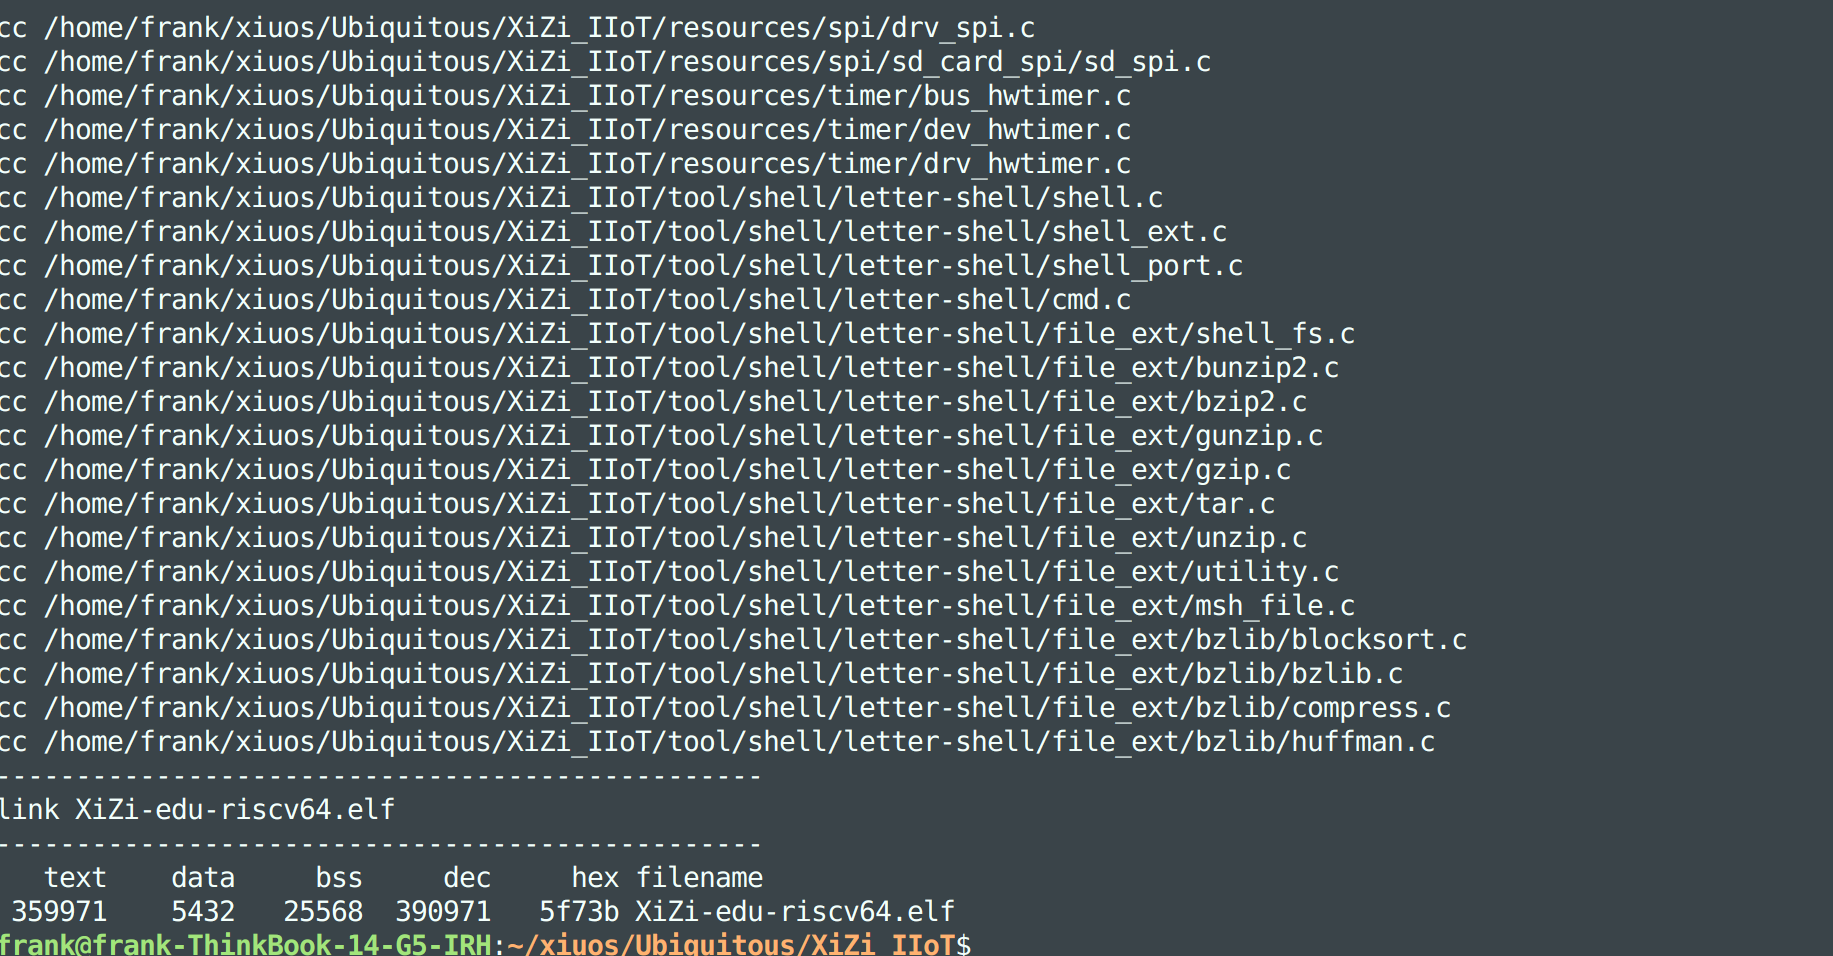 cc /home/frank/xiuos/Ubiquitous/XiZi_IIoT/resources/spi/drv_spi.c
cc /home/frank/xiuos/Ubiquitous/XiZi_IIoT/resources/spi/sd_card_spi/sd_spi.c
cc /home/frank/xiuos/Ubiquitous/XiZi_IIoT/resources/timer/bus_hwtimer.c
cc /home/frank/xiuos/Ubiquitous/XiZi_IIoT/resources/timer/dev_hwtimer.c
cc /home/frank/xiuos/Ubiquitous/XiZi_IIoT/resources/timer/drv_hwtimer.c
cc /home/frank/xiuos/Ubiquitous/XiZi_IIoT/tool/shell/letter-shell/shell.c
cc /home/frank/xiuos/Ubiquitous/XiZi_IIoT/tool/shell/letter-shell/shell_ext.c
cc /home/frank/xiuos/Ubiquitous/XiZi_IIoT/tool/shell/letter-shell/shell_port.c
cc /home/frank/xiuos/Ubiquitous/XiZi_IIoT/tool/shell/letter-shell/cmd.c
cc /home/frank/xiuos/Ubiquitous/XiZi_IIoT/tool/shell/letter-shell/file_ext/shell_fs.c
cc /home/frank/xiuos/Ubiquitous/XiZi_IIoT/tool/shell/letter-shell/file_ext/bunzip2.c
cc /home/frank/xiuos/Ubiquitous/XiZi_IIoT/tool/shell/letter-shell/file_ext/bzip2.c
cc /home/frank/xiuos/Ubiquitous/XiZi_IIoT/tool/shell/letter-shell/file_ext/gunzip.c
cc /home/frank/xiuos/Ubiquitous/XiZi_IIoT/tool/shell/letter-shell/file_ext/gzip.c
cc /home/frank/xiuos/Ubiquitous/XiZi_IIoT/tool/shell/letter-shell/file_ext/tar.c
cc /home/frank/xiuos/Ubiquitous/XiZi_IIoT/tool/shell/letter-shell/file_ext/unzip.c
cc /home/frank/xiuos/Ubiquitous/XiZi_IIoT/tool/shell/letter-shell/file_ext/utility.c
cc /home/frank/xiuos/Ubiquitous/XiZi_IIoT/tool/shell/letter-shell/file_ext/msh_file.c
cc /home/frank/xiuos/Ubiquitous/XiZi_IIoT/tool/shell/letter-shell/file_ext/bzlib/blocksort.c
cc /home/frank/xiuos/Ubiquitous/XiZi_IIoT/tool/shell/letter-shell/file_ext/bzlib/bzlib.c
cc /home/frank/xiuos/Ubiquitous/XiZi_IIoT/tool/shell/letter-shell/file_ext/bzlib/compress.c
cc /home/frank/xiuos/Ubiquitous/XiZi_IIoT/tool/shell/letter-shell/file_ext/bzlib/huffman.c
------------------------------------------------
link XiZi-edu-riscv64.elf
------------------------------------------------
   text    data     bss     dec     hex filename
 359971    5432   25568  390971   5f73b XiZi-edu-riscv64.elf
frank@frank-ThinkBook-14-G5-IRH:~/xiuos/Ubiquitous/XiZi_IIoT$